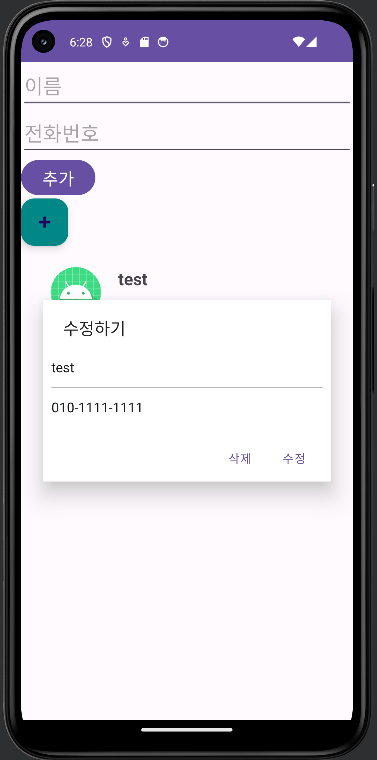 6:28
이름
전화번호
추가
+
test
수정하기
test
010-1111-1111
삭제 수정